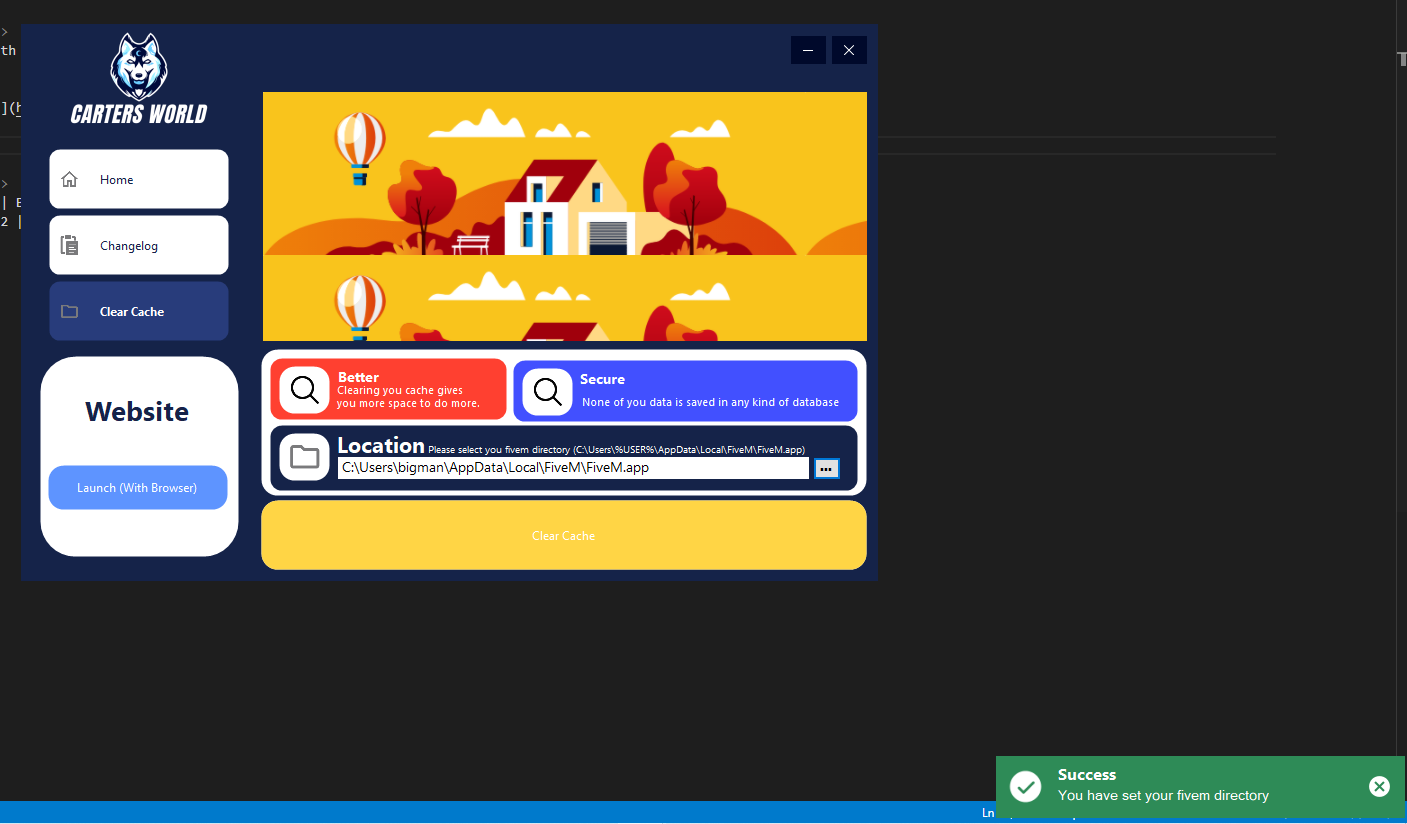 th
](h
| E
2 |
CARTERS WORLD
Home
Changelog
Clear Cache
Website
Launch (With Browser)
Better
Clearing you cache gives
you more space to do more.
Secure
None of you data is saved in any kind of database
Location Please select you fivem directory (C:\Users\%USER%\AppData\Local\FiveM\FiveM.app)
C:\Users\bigman\AppData\Local\FiveM\FiveM.app
...
Clear Cache
Success
You have set your fivem directory
Ln